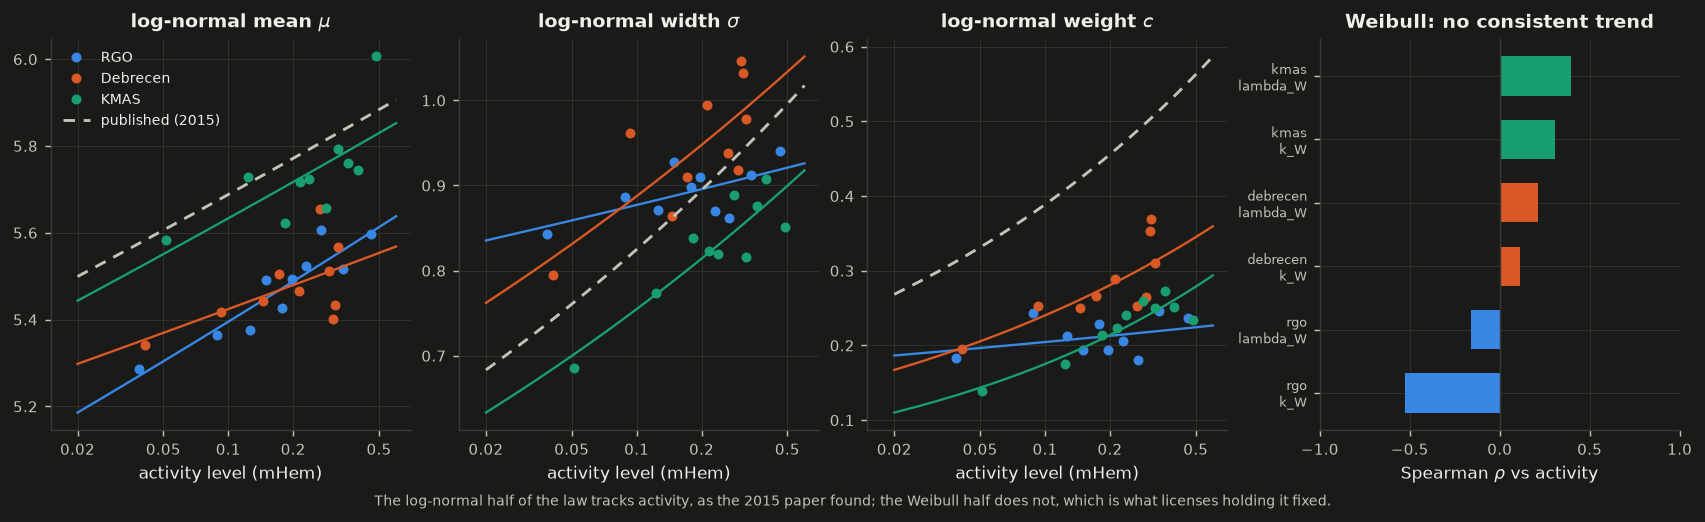 log-normal mean μ
6.0
5.8
5.6
5.4
5.2
RGO
Debrecen
KMAS
published (2015)
0.02 0.05 0.1 0.2 0.5
activity level (mHem)
log-normal width σ
1.0
0.9
0.8
0.7
0.02 0.05 0.1 0.2 0.5
activity level (mHem)
log-normal weight c
0.6
0.5
0.4
0.3
0.2
0.1
0.02 0.05 0.1 0.2 0.5
activity level (mHem)
Weibull: no consistent trend
kmas
lambda_W
kmas
k_W
debrecen
lambda_W
debrecen
k_W
rgo
lambda_W
rgo
k_W
−1.0 −0.5 0.0 0.5 1.0
Spearman ρ vs activity
The log-normal half of the law tracks activity, as the 2015 paper found; the Weibull half does not, which is what licenses holding it fixed.